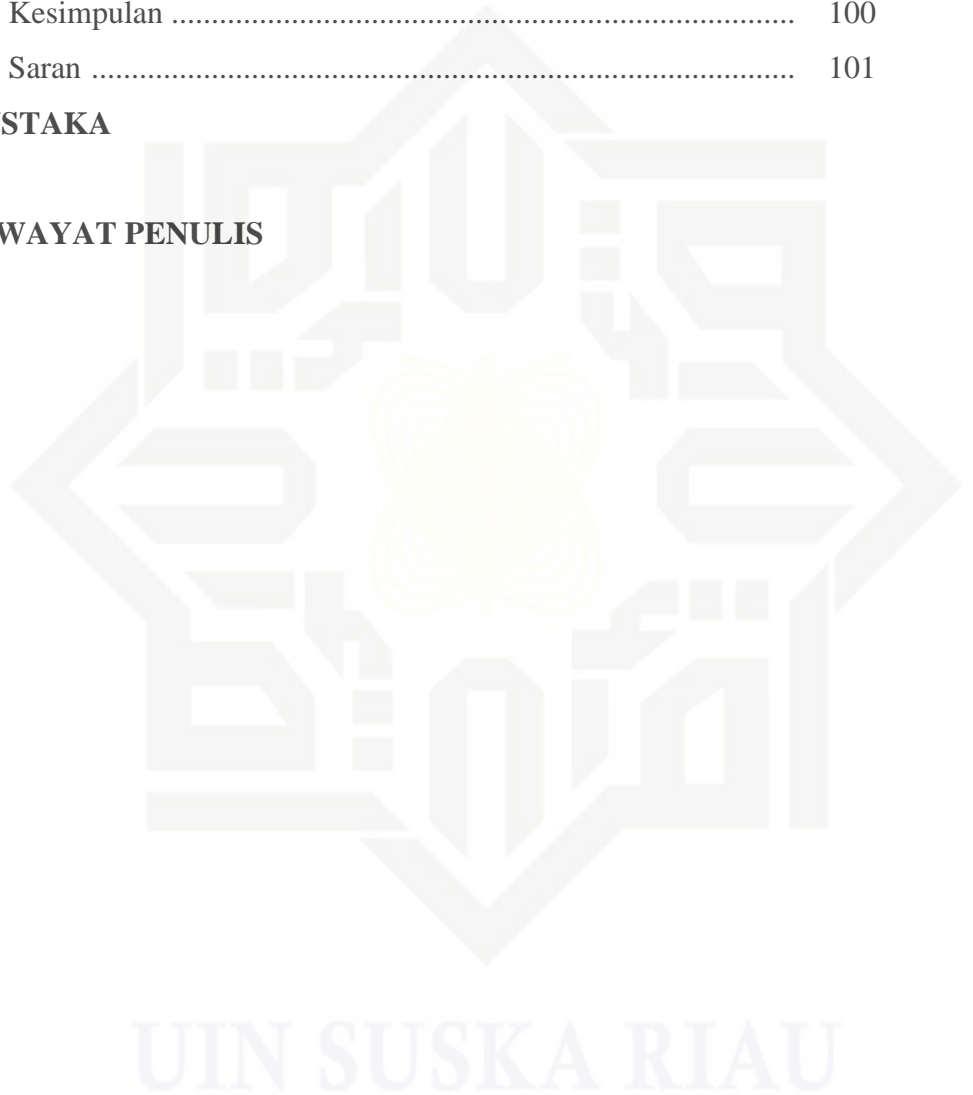 Kesimpulan .............................................................................. 100
Saran ........................................................................................ 101
STAKA
WAYAT PENULIS
UIN SUSKA RIAU